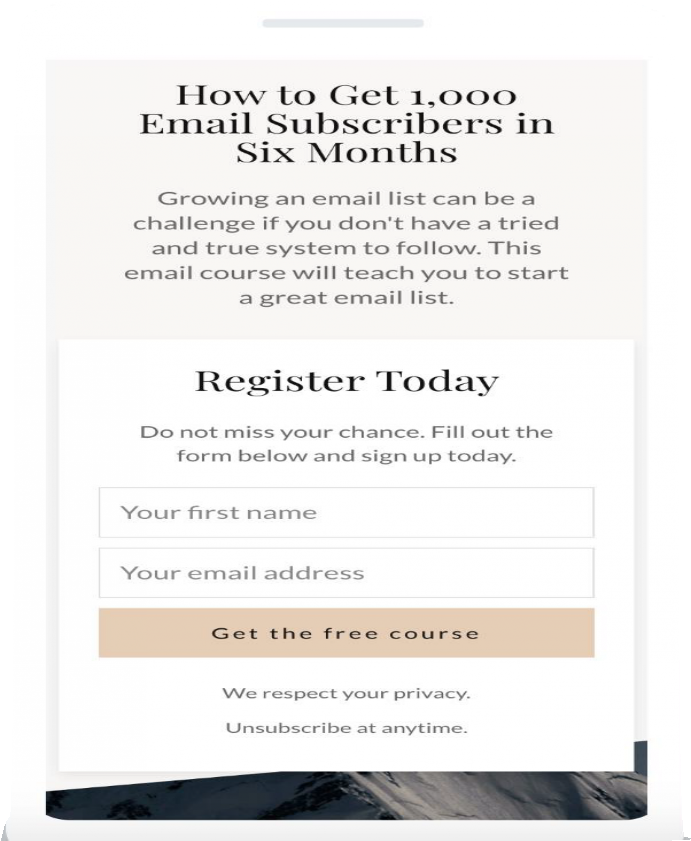 How to Get 1,000
Email Subscribers in
Six Months
Growing an email list can be a
challenge if you don't have a tried
and true system to follow. This
email course will teach you to start
a great email list.
Register Today
Do not miss your chance. Fill out the
form below and sign up today.
Your first name
Your email address
Get the free course
We respect your privacy.
Unsubscribe at anytime.